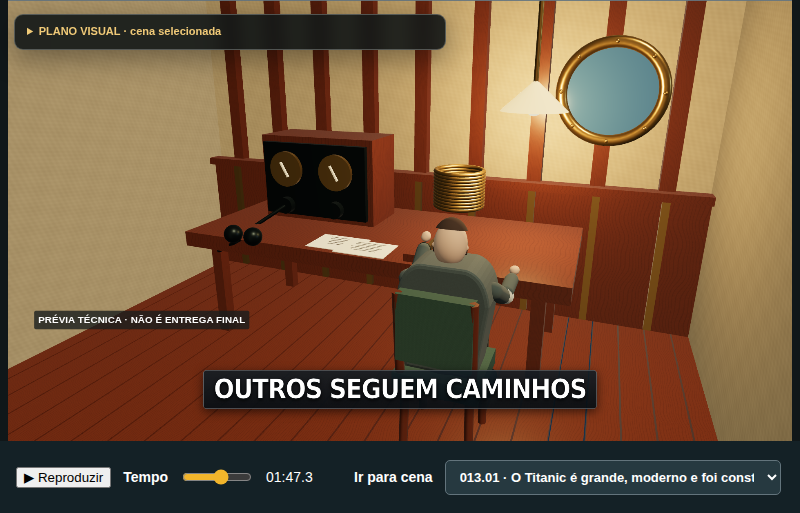 ▶ PLANO VISUAL · cena selecionada
PRÉVIA TÉCNICA · NÃO É ENTREGA FINAL
OUTROS SEGUEM CAMINHOS
▶ Reproduzir
Tempo
01:47.3
Ir para cena
013.01 · O Titanic é grande, moderno e foi const